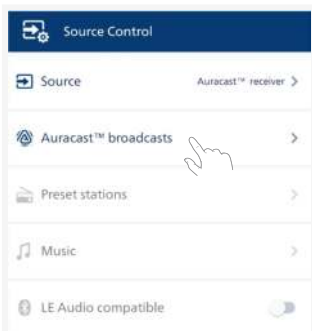 Source Control
Source Auracast™ receiver
Auracast™ broadcasts
Preset stations
Music
LE Audio compatible